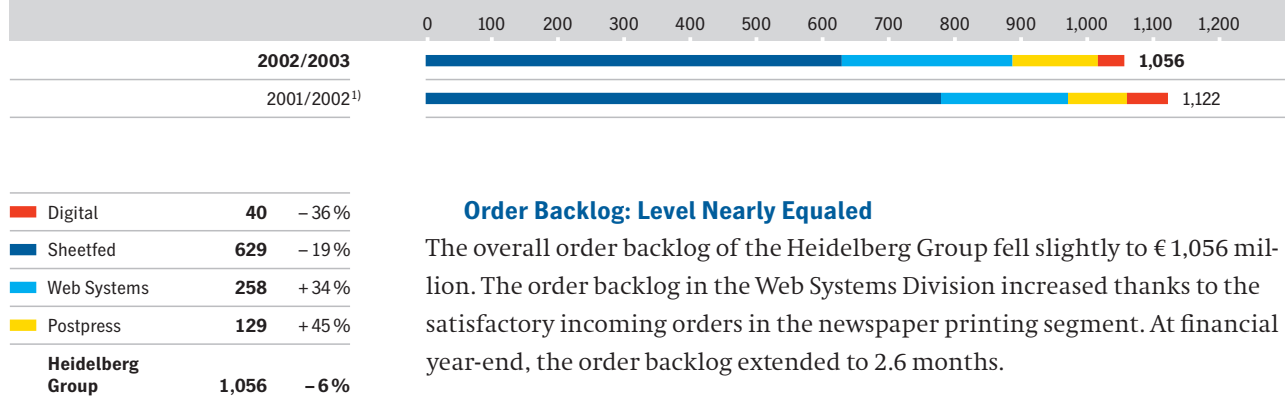 0 100 200 300 400 500 600 700 800 900 1,000 1,100 1,200
2002/2003 1,056
2001/2002¹⁾ 1,122
Digital 40 – 36 %
Sheetfed 629 – 19 %
Web Systems 258 + 34 %
Postpress 129 + 45 %
Heidelberg
Group 1,056 – 6 %
Order Backlog: Level Nearly Equaled
The overall order backlog of the Heidelberg Group fell slightly to € 1,056 mil-
lion. The order backlog in the Web Systems Division increased thanks to the
satisfactory incoming orders in the newspaper printing segment. At financial
year-end, the order backlog extended to 2.6 months.